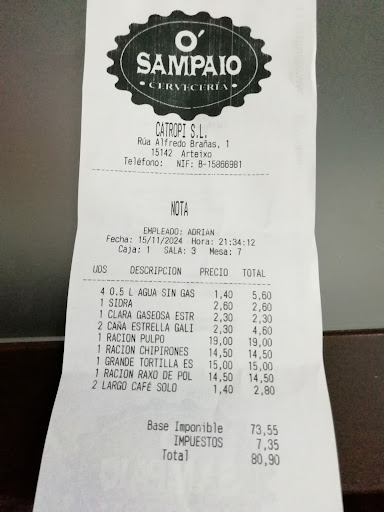 O'
SAMPAIO
CERVECERÍA
CATROPI S.L.
Rúa Alfredo Brañas, 1
15142 Arteixo
Teléfono: NIF: B-15866981
NOTA
EMPLEADO: ADRIAN
Fecha: 15/11/2024 Hora: 21:34:12
Caja: 1 SALA: 3 Mesa: 7
UDS DESCRIPCION PRECIO TOTAL
4 0.5 L AGUA SIN GAS 1,40 5,60
1 SIDRA 2,60 2,60
1 CLARA GASEOSA ESTR 2,30 2,30
2 CAÑA ESTRELLA GALI 2,30 4,60
1 RACION PULPO 19,00 19,00
1 RACION CHIPIRONES 14,50 14,50
1 GRANDE TORTILLA ES 15,00 15,00
1 RACION RAXO DE POL 14,50 14,50
2 LARGO CAFÉ SOLO 1,40 2,80
Base Imponible 73,55
IMPUESTOS 7,35
Total 80,90
SAMPAIO